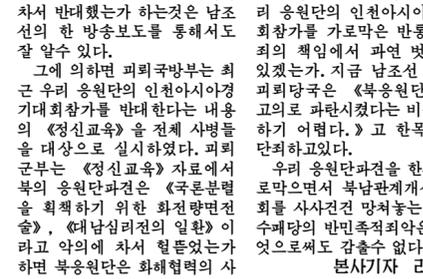 차서 반대했는가 하는것은 남조
선의 한 방송보도를 통해서도
잘 알수 있다.
그에 의하면 괴뢰국방부는 최
근 우리 응원단의 인천아시아경
기대회참가를 반대한다는 내용
의 《정신교육》을 전체 사병들
을 대상으로 실시하였다. 괴뢰
군부는 《정신교육》자료에서
북의 응원단파견은 《국론분렬
을 획책하기 위한 화전량면전
술》, 《대남심리전의 일환》이
라고 악의에 차서 헐뜯었는가
하면 북응원단은 화해협력의 사
리 응원단의 인천아시아
회참가를 가로막은 반통
죄의 책임에서 과연 벗
있겠는가. 지금 남조선
괴뢰당국은 《북응원단
고의로 파탄시켰다는 비
하기 어렵다.》고 한목
단죄하고있다.
우리 응원단파견을 한
로막으면서 북남관계개
회를 사사건건 망쳐놓는
수패당의 반민족적죄악은
엇으로써도 감출수 없다
본사기자